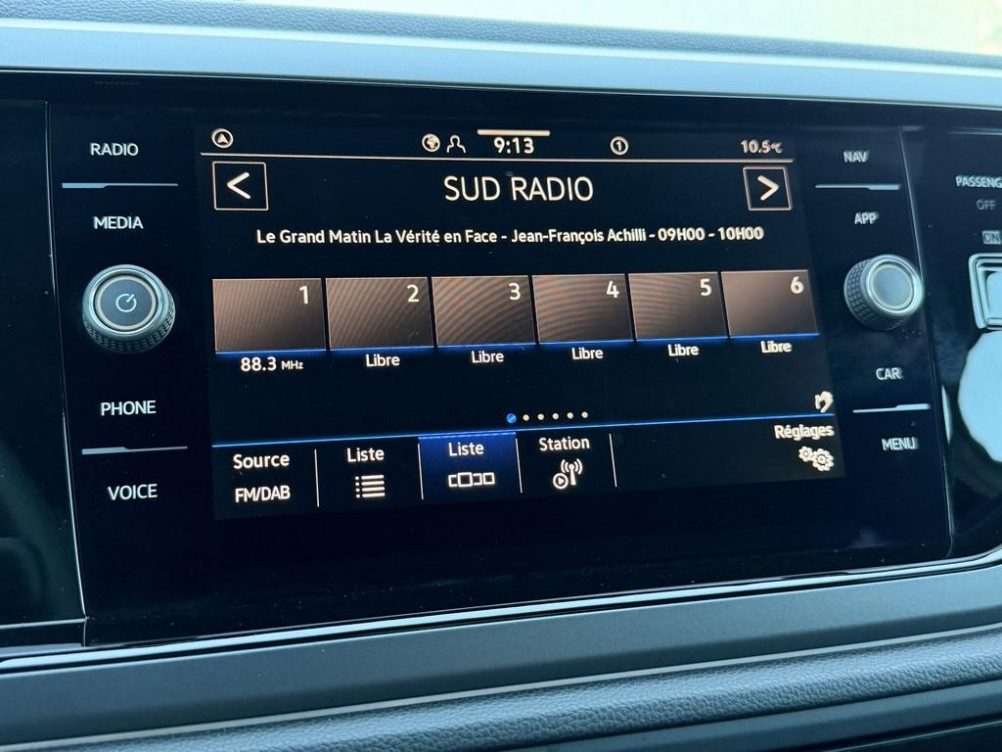 RADIO
MEDIA
PHONE
VOICE
9:13
1
10.5°C
<
SUD RADIO
>
Le Grand Matin La Vérité en Face - Jean-François Achilli - 09H00 - 10H00
1 2 3 4 5 6
88.3 MHz Libre Libre Libre Libre Libre
Source Liste Liste Station Réglages
FM/DAB
NAV
APP
CAR
MENU
PASSENG
OFF
ON